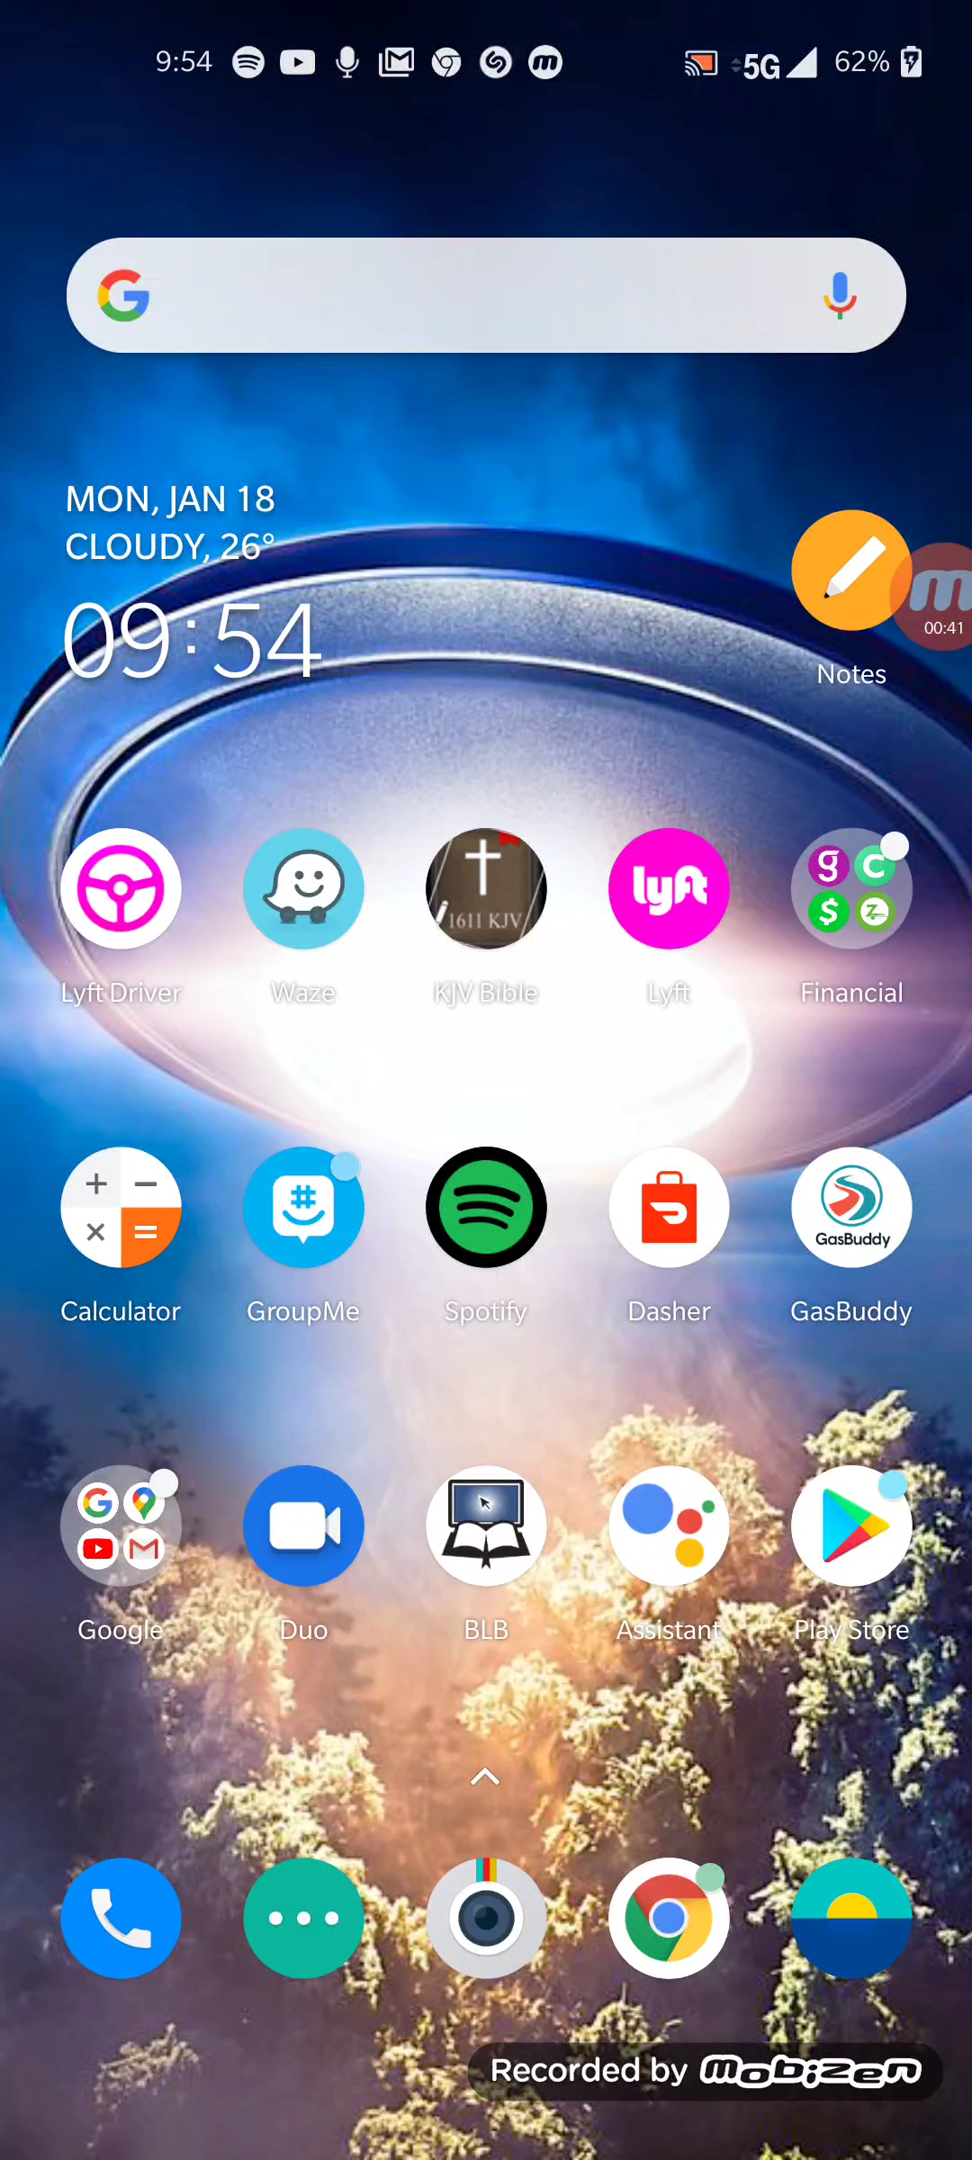 9:54 5G 62%
MON, JAN 18
CLOUDY, 26°
09:54
00:41
Notes
1611 KJV
lyft
Lyft Driver Waze KJV Bible Lyft Financial
GasBuddy
Calculator GroupMe Spotify Dasher GasBuddy
Google Duo BLB Assistant Play Store
Recorded by mobizen